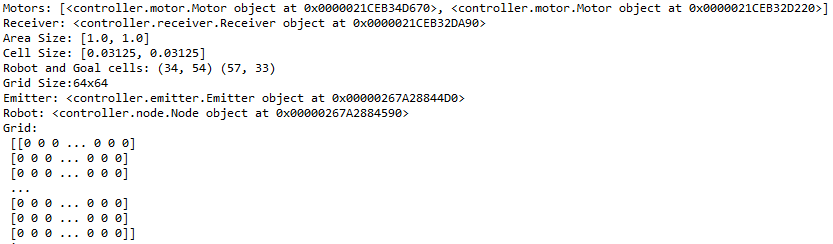 Motors: [<controller.motor.Motor object at 0x0000021CEB34D670>, <controller.motor.Motor object at 0x0000021CEB32D220>]
Receiver: <controller.receiver.Receiver object at 0x0000021CEB32DA90>
Area Size: [1.0, 1.0]
Cell Size: [0.03125, 0.03125]
Robot and Goal cells: (34, 54) (57, 33)
Grid Size:64x64
Emitter: <controller.emitter.Emitter object at 0x00000267A28844D0>
Robot: <controller.node.Node object at 0x00000267A2884590>
Grid:
[[0 0 0 ... 0 0 0]
[0 0 0 ... 0 0 0]
[0 0 0 ... 0 0 0]
...
[0 0 0 ... 0 0 0]
[0 0 0 ... 0 0 0]
[0 0 0 ... 0 0 0]]